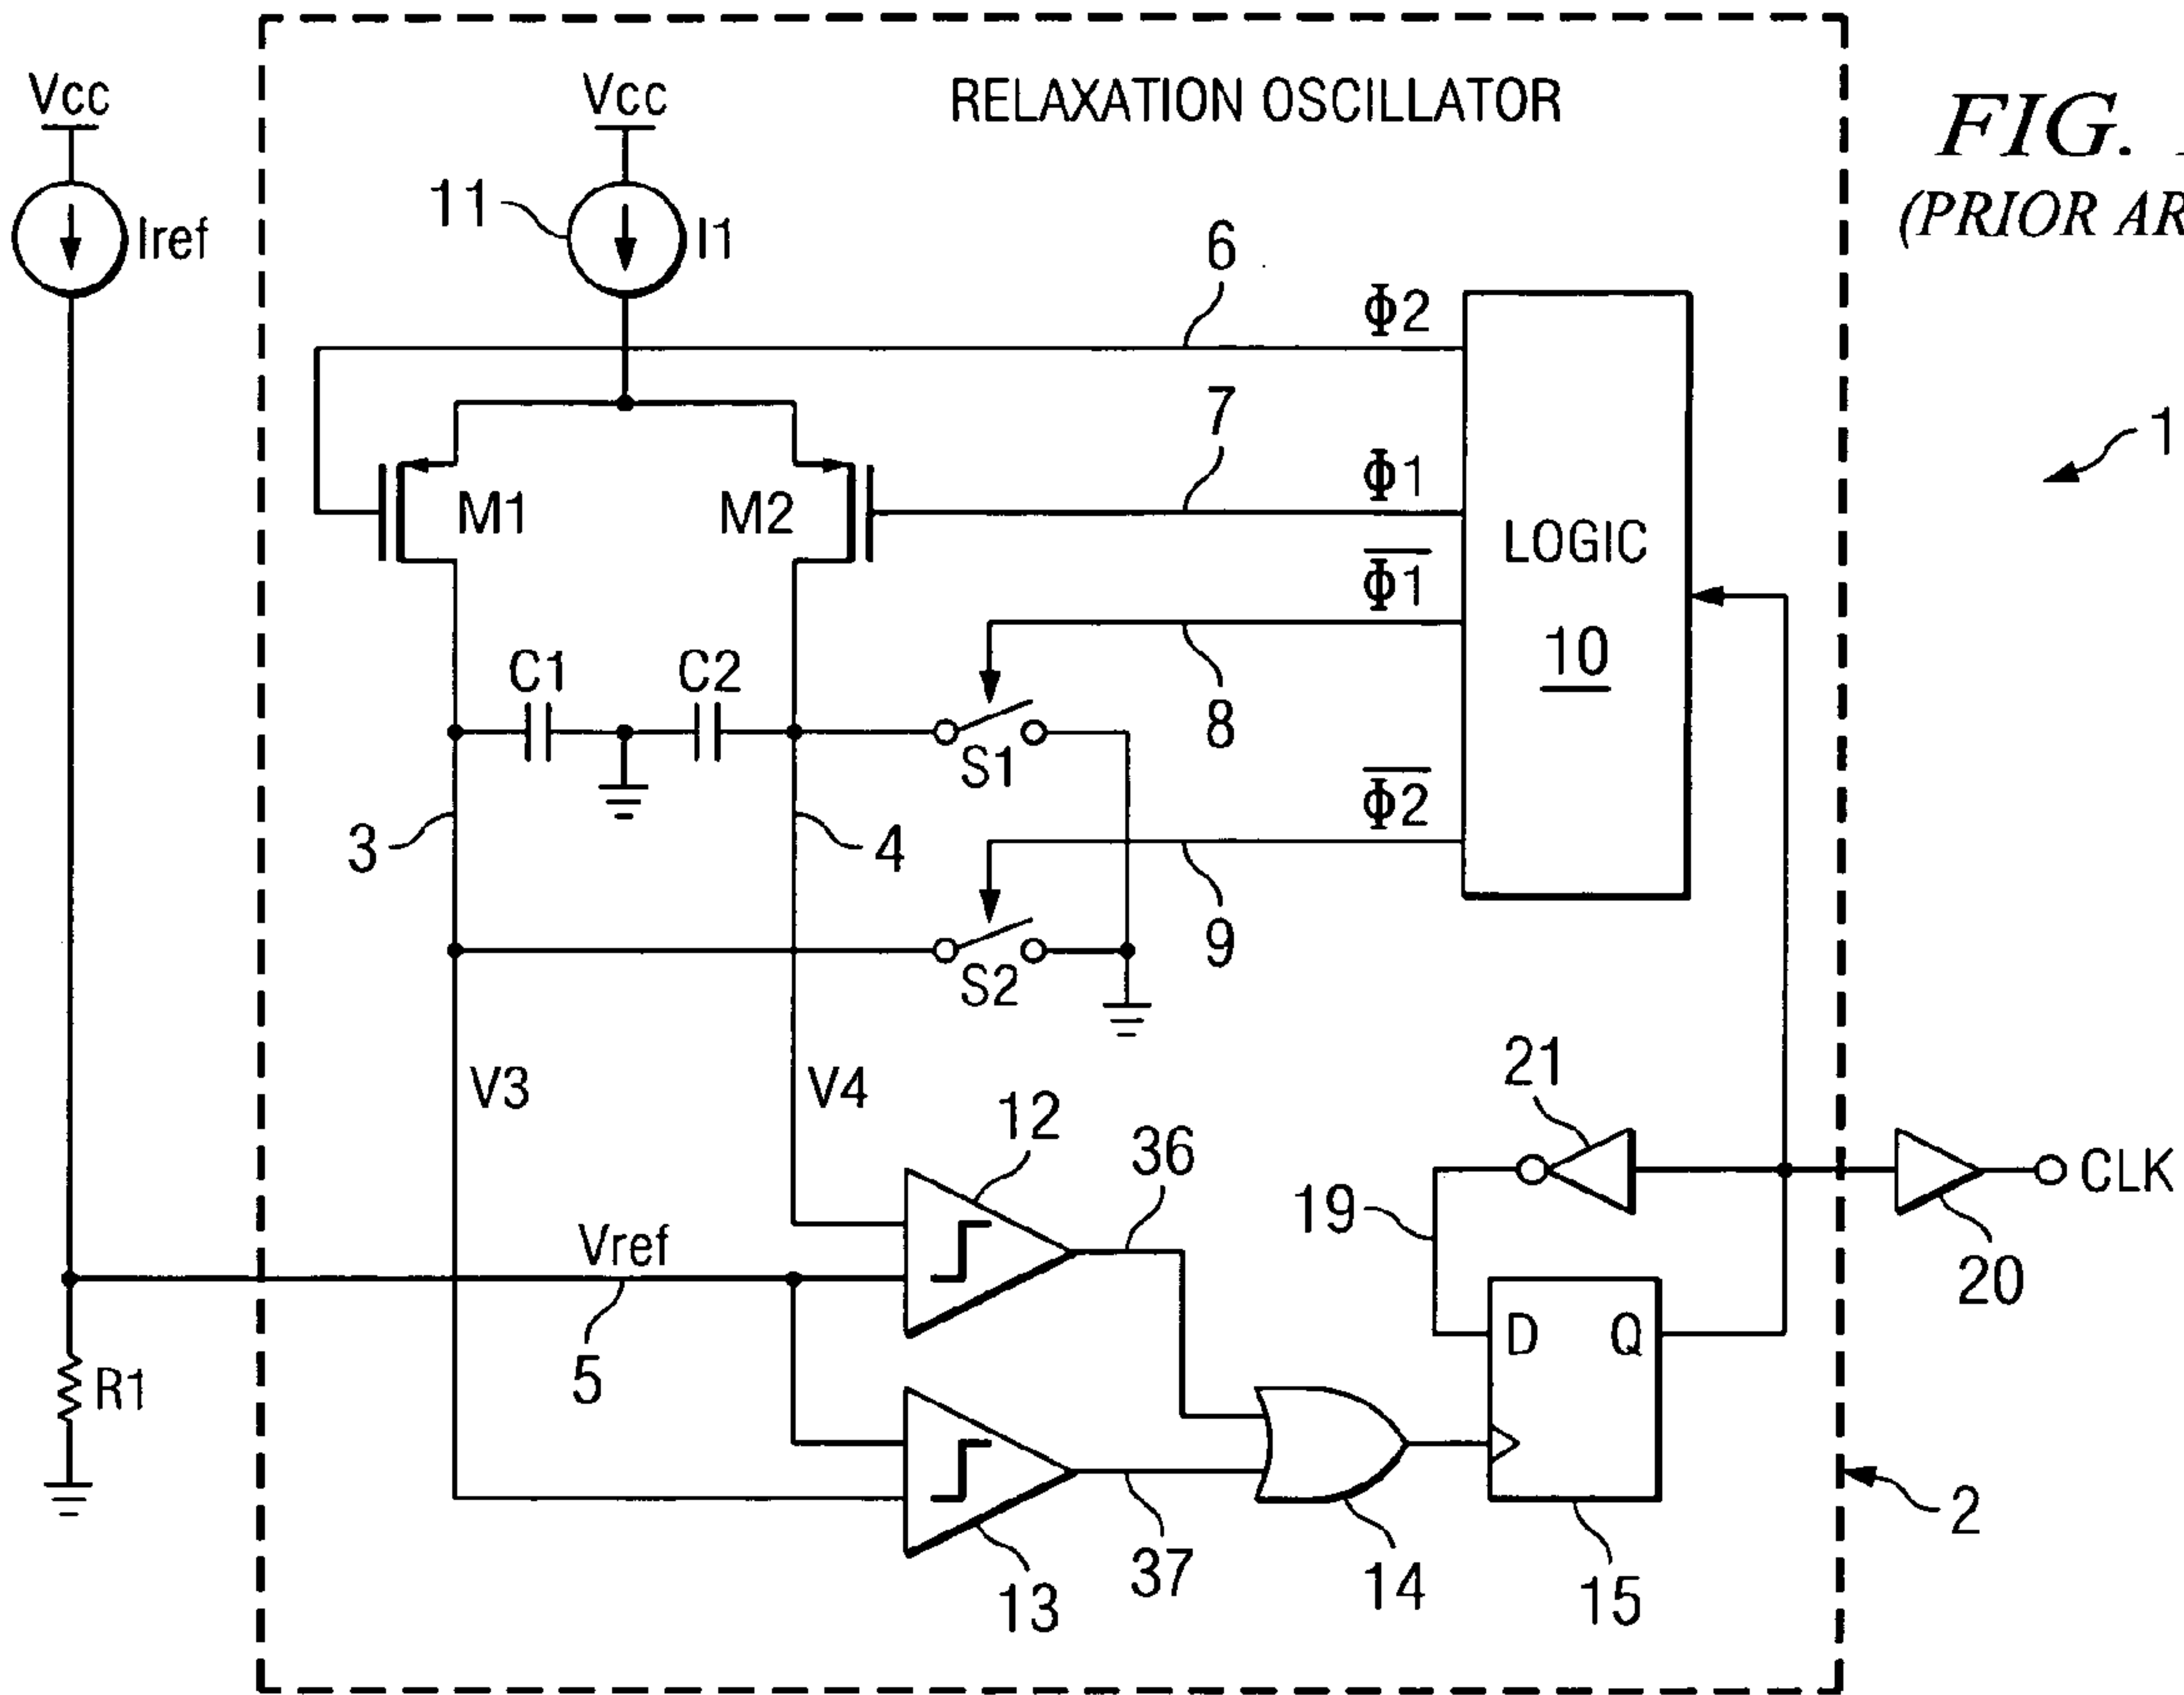 Vcc
Vcc
RELAXATION OSCILLATOR
FIG.
(PRIOR
Iref
11
I1
6
Φ2
7
1
M1
M2
Φ1
LOGIC
Φ1̅
10
C1
C2
8
S1
Φ2̅
3
4
9
S2
V3
V4
21
12
36
CLK
19
Vref
20
5
D
Q
R1
2
13
37
14
15